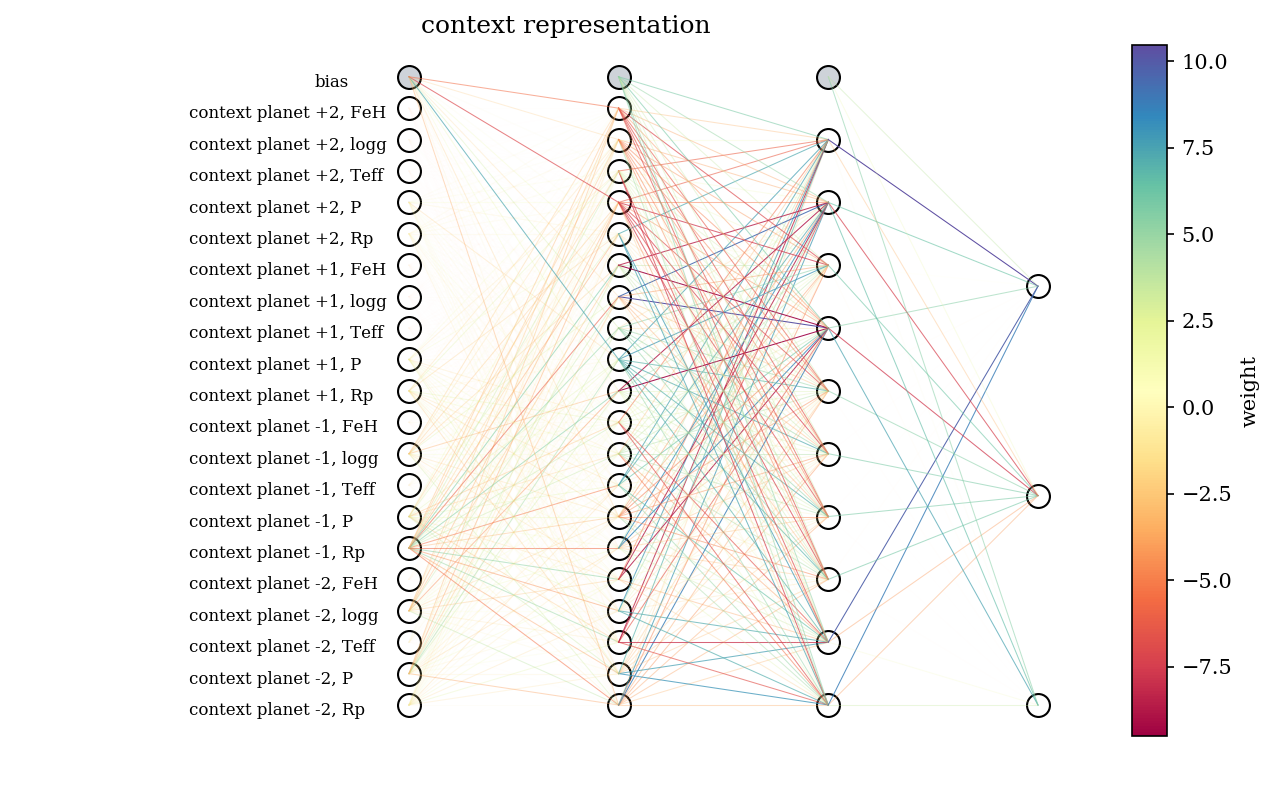 context representation
bias
context planet +2, FeH
context planet +2, logg
context planet +2, Teff
context planet +2, P
context planet +2, Rp
context planet +1, FeH
context planet +1, logg
context planet +1, Teff
context planet +1, P
context planet +1, Rp
context planet -1, FeH
context planet -1, logg
context planet -1, Teff
context planet -1, P
context planet -1, Rp
context planet -2, FeH
context planet -2, logg
context planet -2, Teff
context planet -2, P
context planet -2, Rp
10.0
7.5
5.0
2.5
0.0
−2.5
−5.0
−7.5
weight